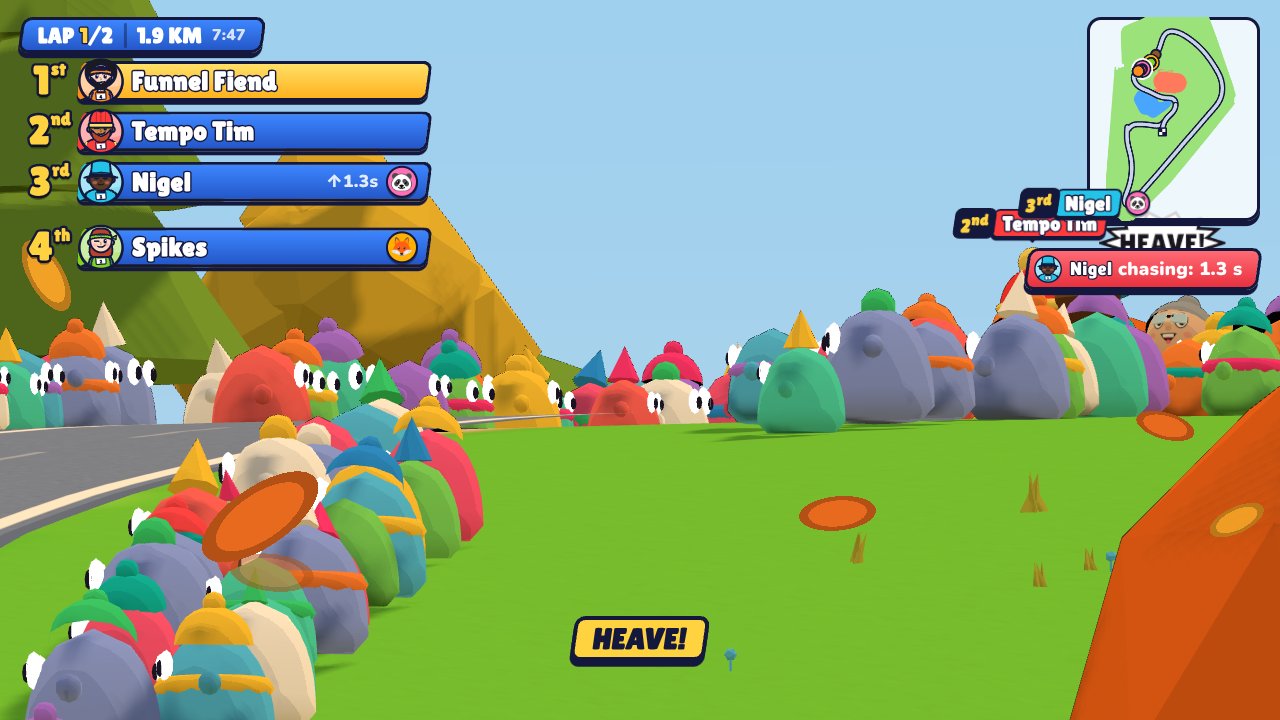 LAP 1/2 1.9 KM 7:47
1st Funnel Fiend
2nd Tempo Tim
3rd Nigel ↑1.3s
4th Spikes
3rd Nigel
2nd Tempo Tim
HEAVE!
Nigel chasing: 1.3 s
HEAVE!